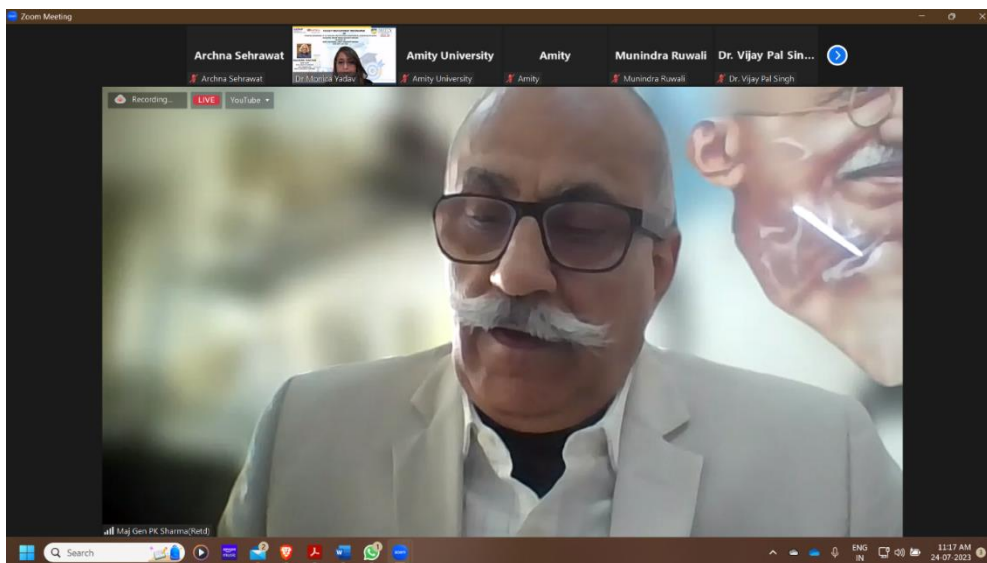 Zoom Meeting
Archna Sehrawat
Amity University
Amity
Munindra Ruwali
Dr. Vijay Pal Sin...
Archna Sehrawat
Dr Monica Yadav
Amity University
Amity
Munindra Ruwali
Dr. Vijay Pal Singh
Recording...
LIVE
YouTube
Maj Gen PK Sharma(Retd)
Search
ENG
IN
11:17 AM
24-07-2023